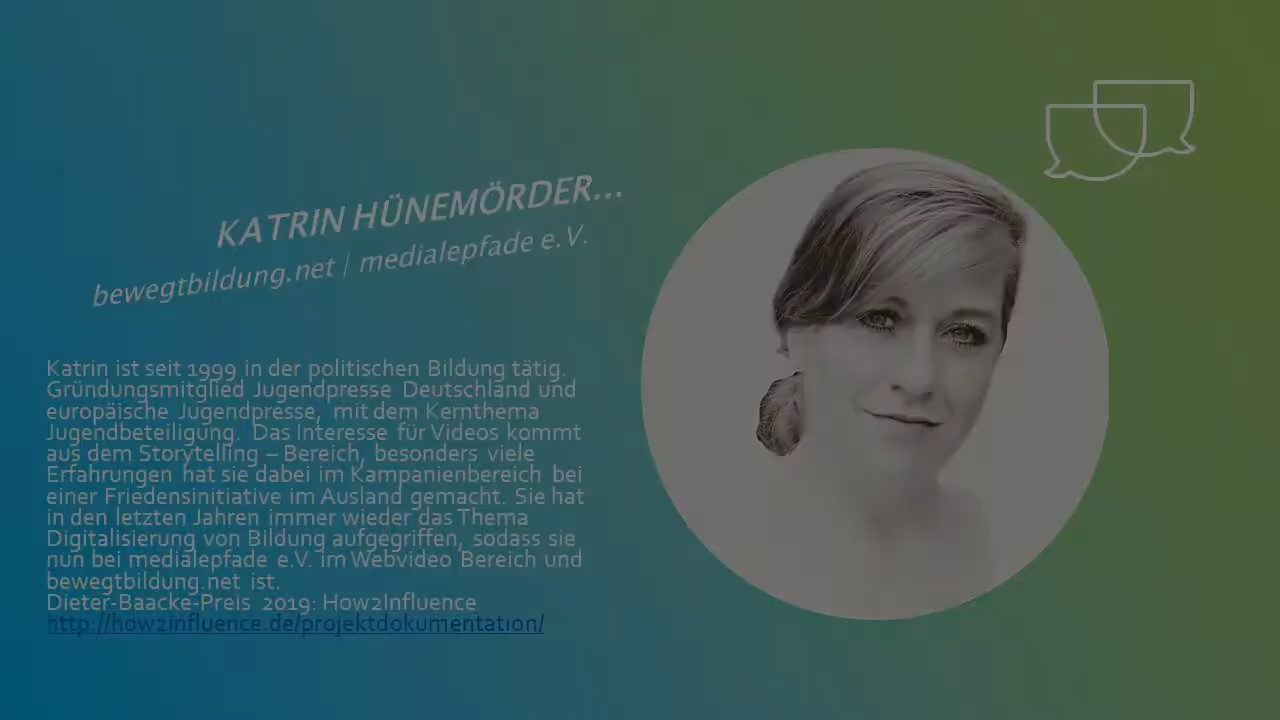 KATRIN HÜNEMÖRDER...
bewegtbildung.net | medialepfade e.V.
Katrin ist seit 1999 in der politischen Bildung tätig.
Gründungsmitglied Jugendpresse Deutschland und
europäische Jugendpresse, mit dem Kernthema
Jugendbeteiligung. Das Interesse für Videos kommt
aus dem Storytelling – Bereich, besonders viele
Erfahrungen hat sie dabei im Kampanienbereich bei
einer Friedensinitiative im Ausland gemacht. Sie hat
in den letzten Jahren immer wieder das Thema
Digitalisierung von Bildung aufgegriffen, sodass sie
nun bei medialepfade e.V. im Webvideo Bereich und
bewegtbildung.net ist.
Dieter-Baacke-Preis 2019: How2Influence
http://how2influence.de/projektdokumentation/